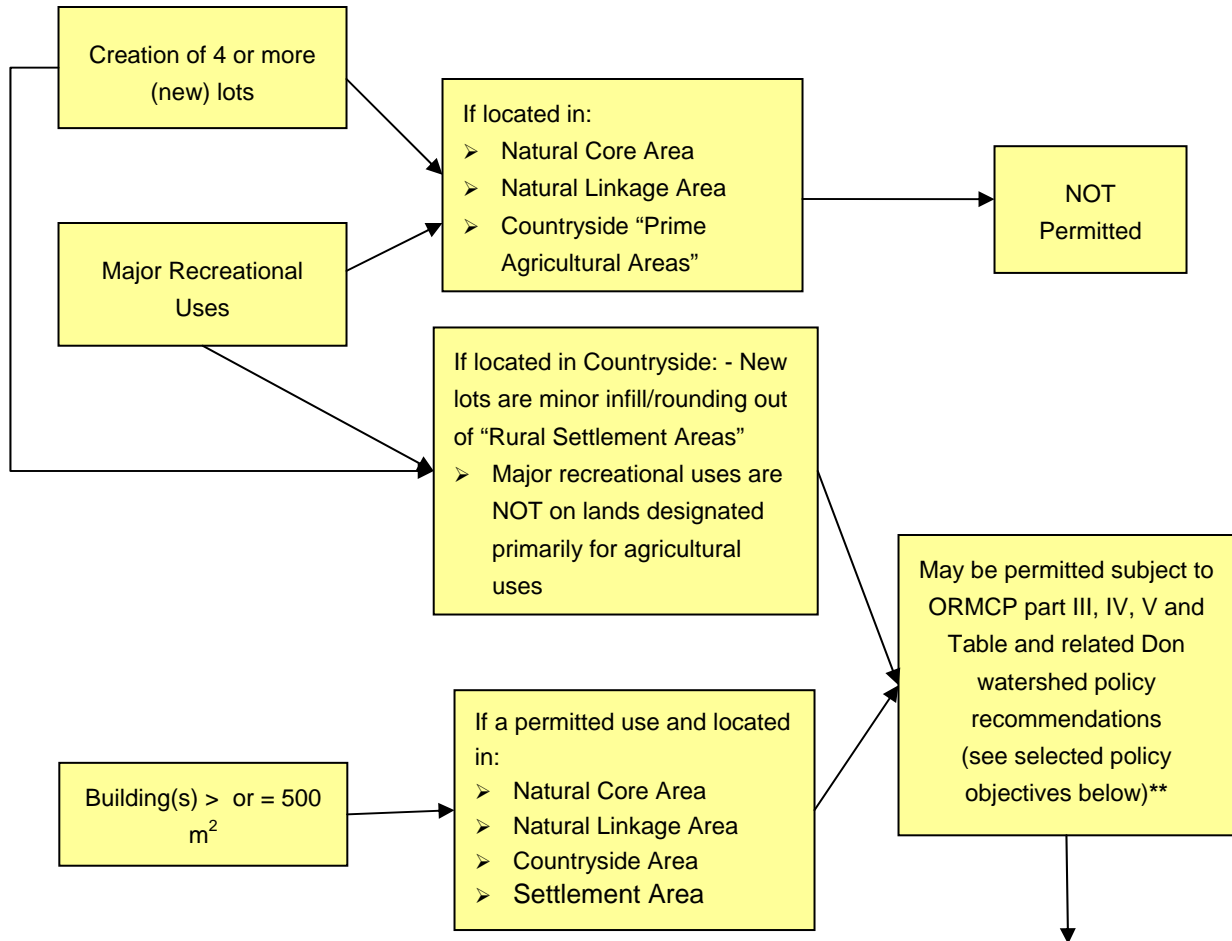 Creation of 4 or more
(new) lots
If located in:
➢ Natural Core Area
➢ Natural Linkage Area
➢ Countryside “Prime
Agricultural Areas”
NOT
Permitted
Major Recreational
Uses
If located in Countryside: - New
lots are minor infill/rounding out
of “Rural Settlement Areas”
➢ Major recreational uses are
NOT on lands designated
primarily for agricultural
uses
May be permitted subject to
ORMCP part III, IV, V and
Table and related Don
watershed policy
recommendations
(see selected policy
objectives below)**
Building(s) > or = 500
m²
If a permitted use and located
in:
➢ Natural Core Area
➢ Natural Linkage Area
➢ Countryside Area
➢ Settlement Area